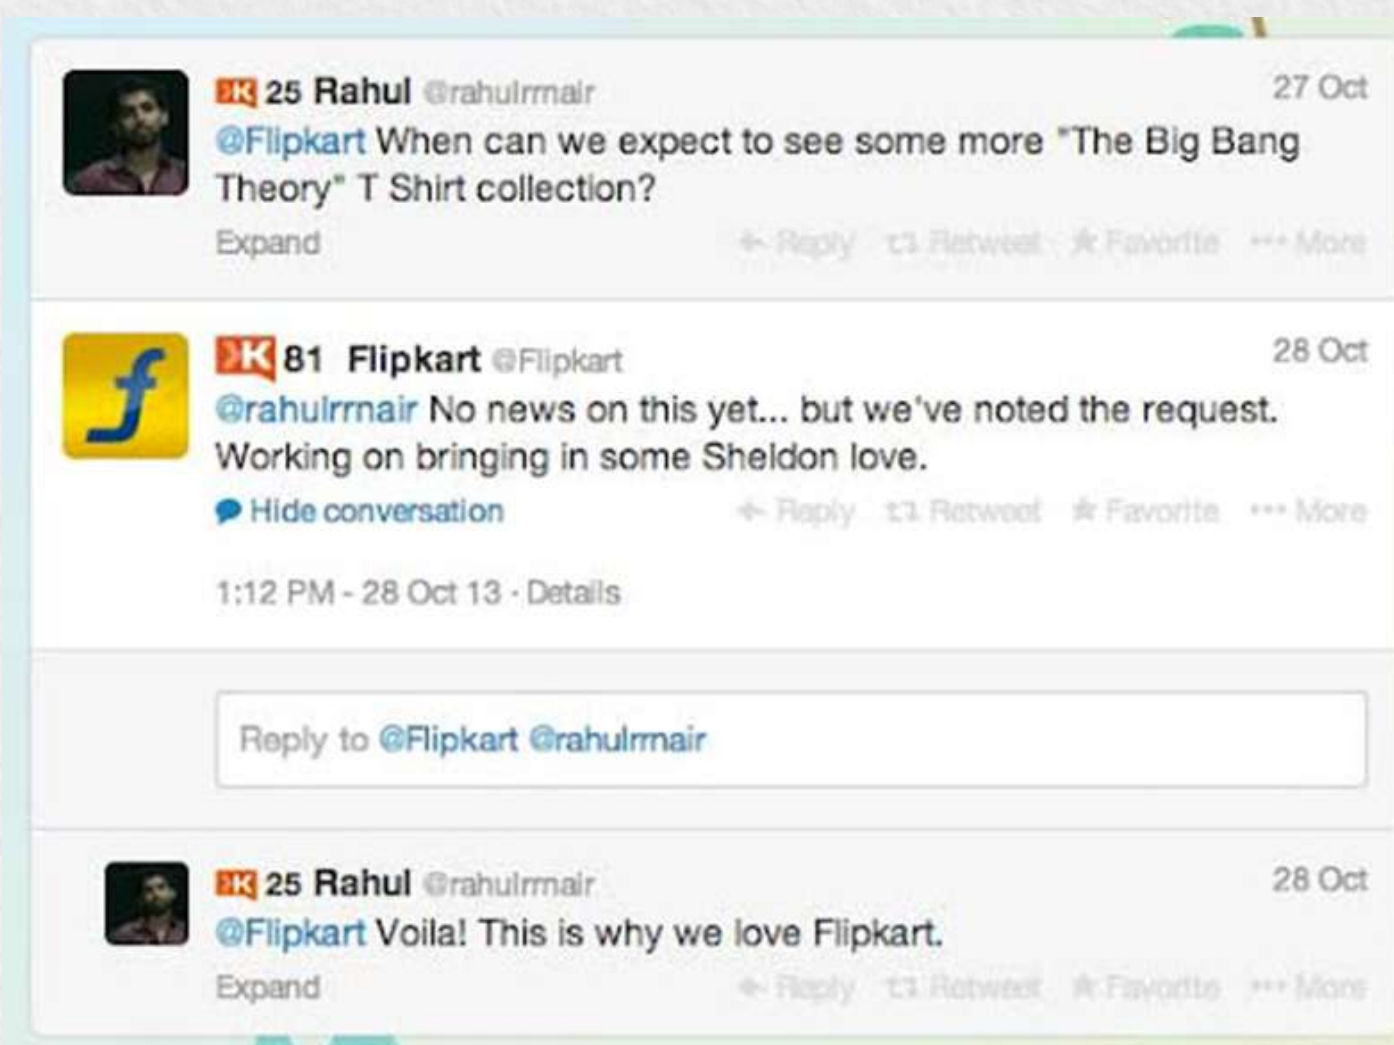 K 25 Rahul @rahulrrnair 27 Oct
@Flipkart When can we expect to see some more "The Big Bang
Theory" T Shirt collection?
Expand Reply Retweet Favorite ••• More
K 81 Flipkart @Flipkart 28 Oct
@rahulrrnair No news on this yet... but we've noted the request.
Working on bringing in some Sheldon love.
Hide conversation Reply Retweet Favorite ••• More
1:12 PM - 28 Oct 13 · Details
Reply to @Flipkart @rahulrrnair
K 25 Rahul @rahulrrnair 28 Oct
@Flipkart Voila! This is why we love Flipkart.
Expand Reply Retweet Favorite ••• More